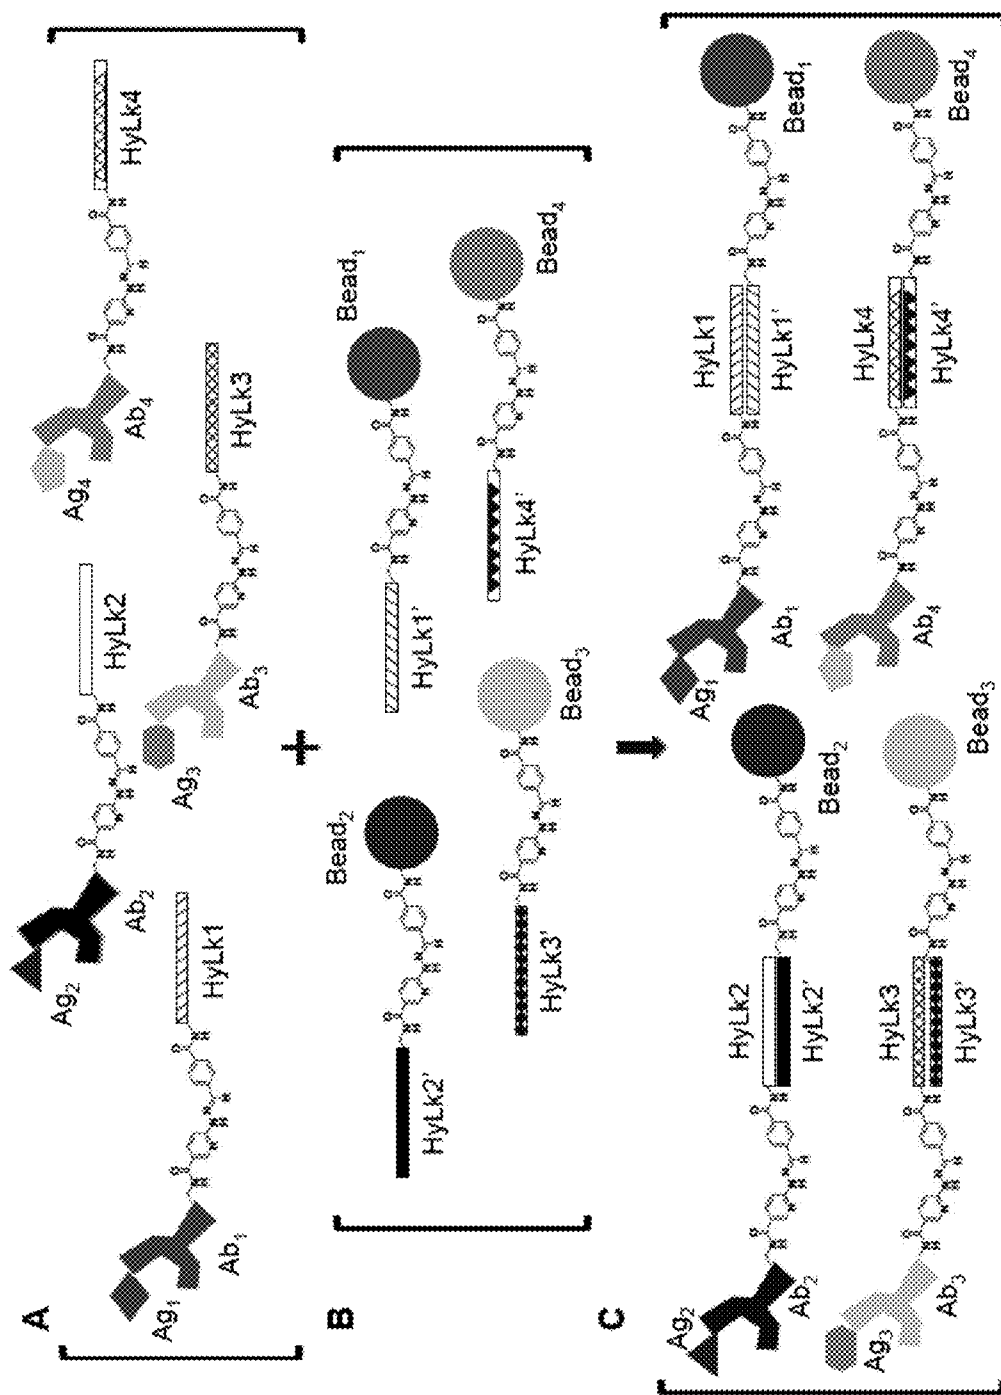 A
Ag1
Ab1
HyLk1
Ag2
Ab2
HyLk2
Ag3
Ab3
HyLk3
Ag4
Ab4
HyLk4
+
B
HyLk2'
Bead2
HyLk3'
Bead3
HyLk1'
Bead1
HyLk4'
Bead4
C
Ag2
Ab2
HyLk2
HyLk2'
Bead2
Ag1
Ab1
HyLk1
HyLk1'
Bead1
Ag3
Ab3
HyLk3
HyLk3'
Bead3
Ab4
HyLk4
HyLk4'
Bead4